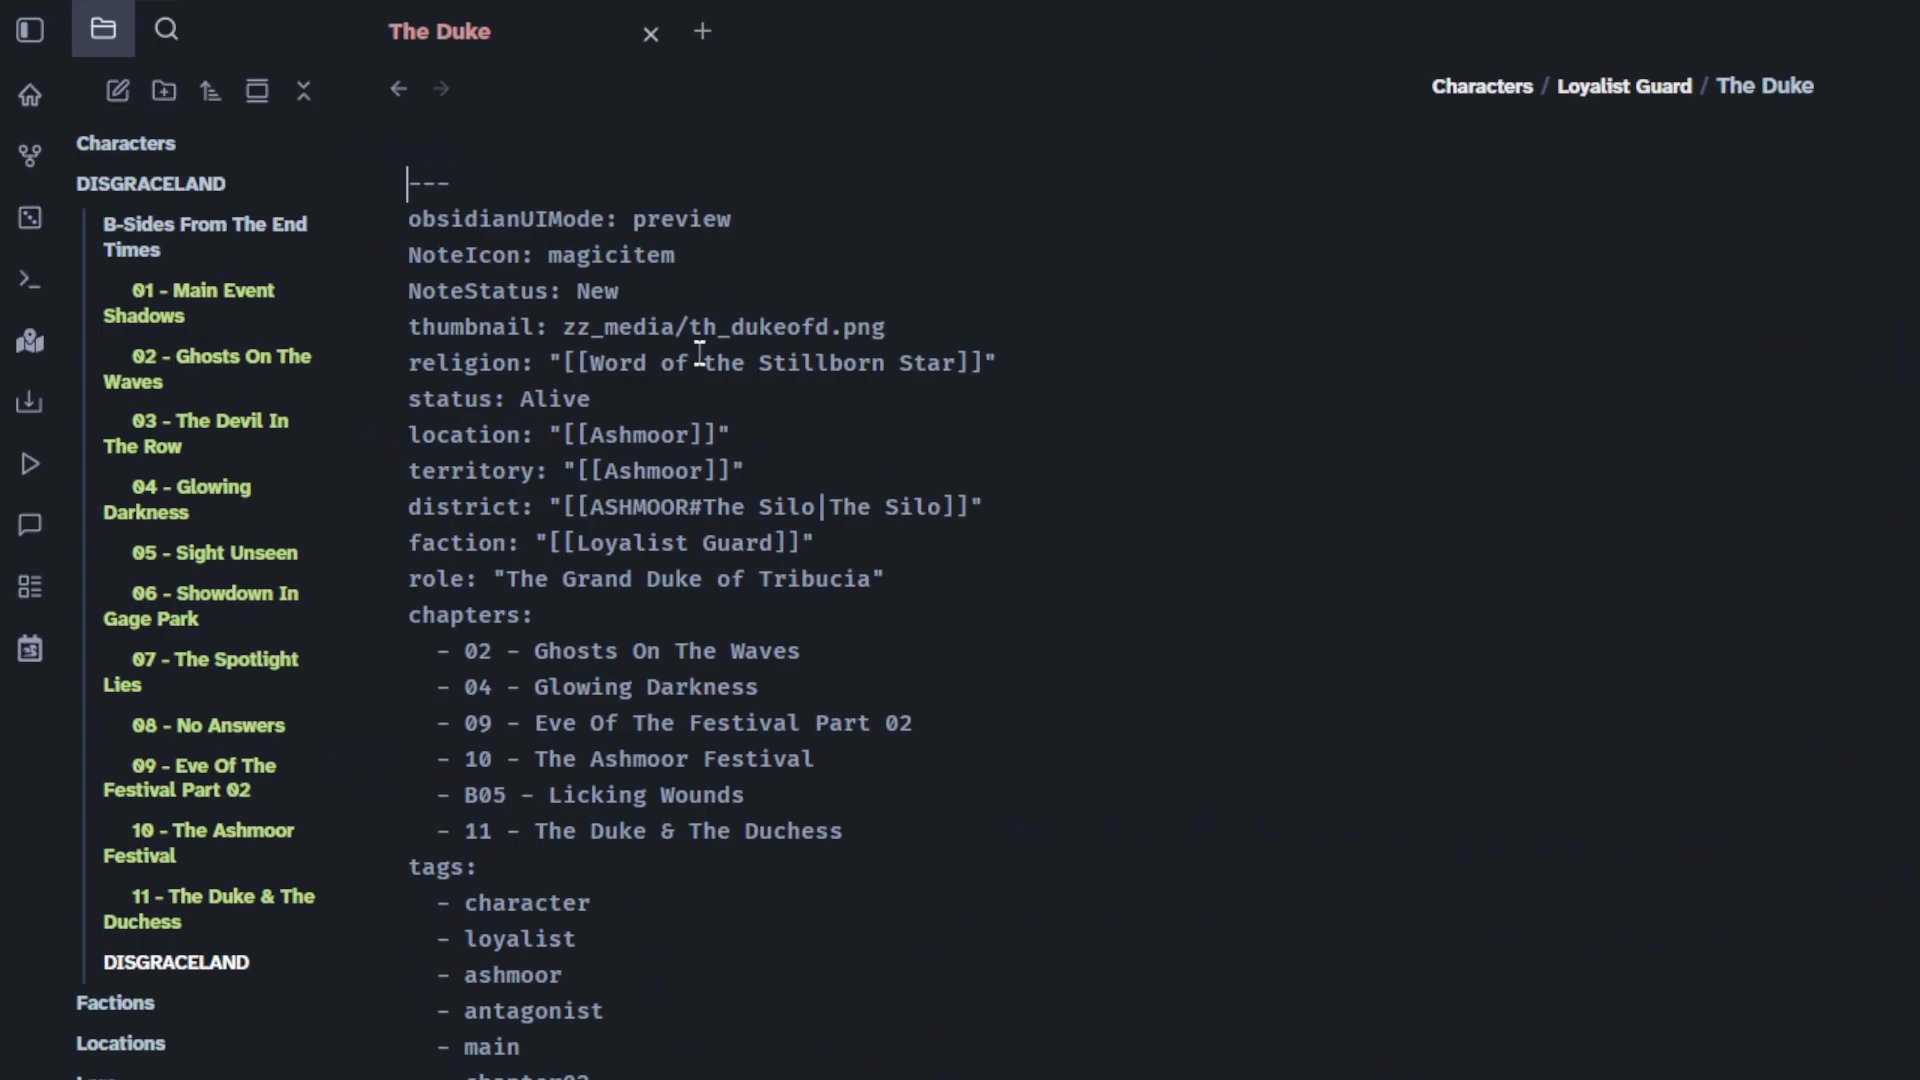 The Duke
Characters / Loyalist Guard / The Duke
Characters
DISGRACELAND
B-Sides From The End
Times
01 - Main Event
Shadows
02 - Ghosts On The
Waves
03 - The Devil In
The Row
04 - Glowing
Darkness
05 - Sight Unseen
06 - Showdown In
Gage Park
07 - The Spotlight
Lies
08 - No Answers
09 - Eve Of The
Festival Part 02
10 - The Ashmoor
Festival
11 - The Duke & The
Duchess
DISGRACELAND
Factions
Locations
---
obsidianUIMode: preview
NoteIcon: magicitem
NoteStatus: New
thumbnail: zz_media/th_dukeofd.png
religion: "[[Word of the Stillborn Star]]"
status: Alive
location: "[[Ashmoor]]"
territory: "[[Ashmoor]]"
district: "[[ASHMOOR#The Silo|The Silo]]"
faction: "[[Loyalist Guard]]"
role: "The Grand Duke of Tribucia"
chapters:
- 02 - Ghosts On The Waves
- 04 - Glowing Darkness
- 09 - Eve Of The Festival Part 02
- 10 - The Ashmoor Festival
- B05 - Licking Wounds
- 11 - The Duke & The Duchess
tags:
- character
- loyalist
- ashmoor
- antagonist
- main